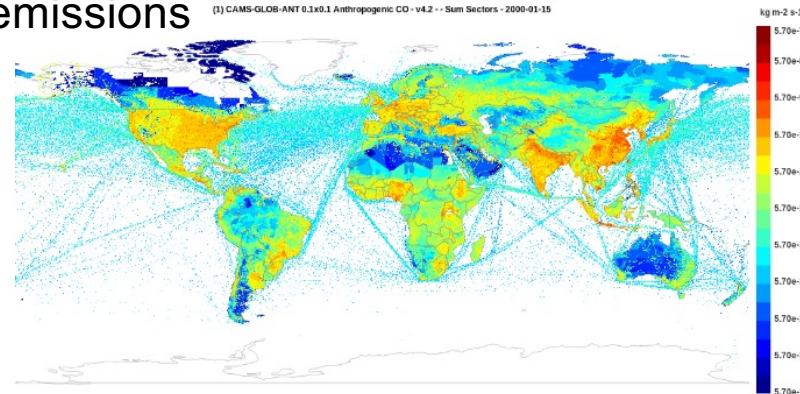 emissions
(1) CAMS-GLOB-ANT 0.1x0.1 Anthropogenic CO - v4.2 - - Sum Sectors - 2000-01-15
kg m-2 s-
5.70e-
5.70e-
5.70e-
5.70e-
5.70e-
5.70e-
5.70e-
5.70e-
5.70e-
5.70e-
5.70e-